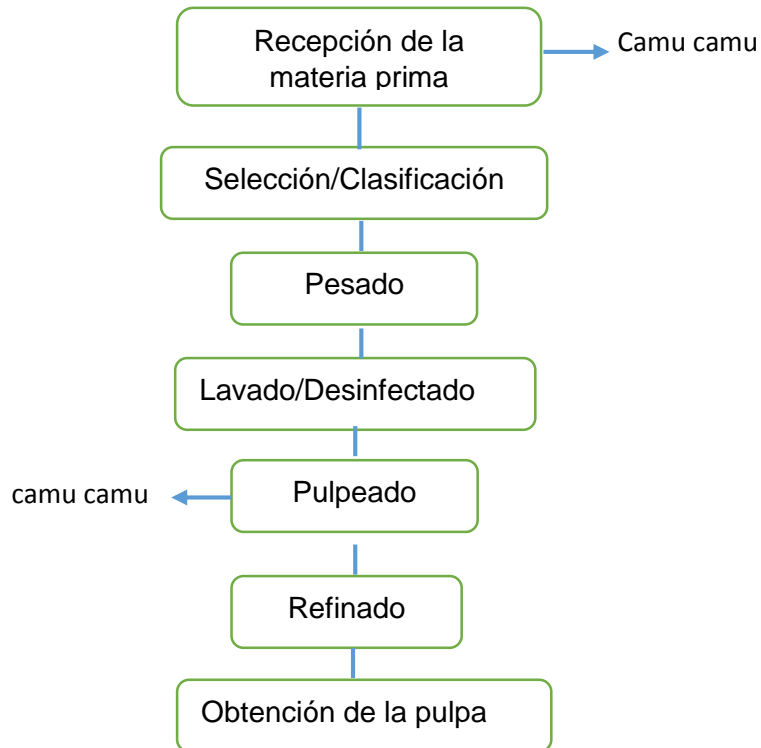 Recepción de la
materia prima
Camu camu
Selección/Clasificación
Pesado
Lavado/Desinfectado
camu camu
Pulpeado
Refinado
Obtención de la pulpa